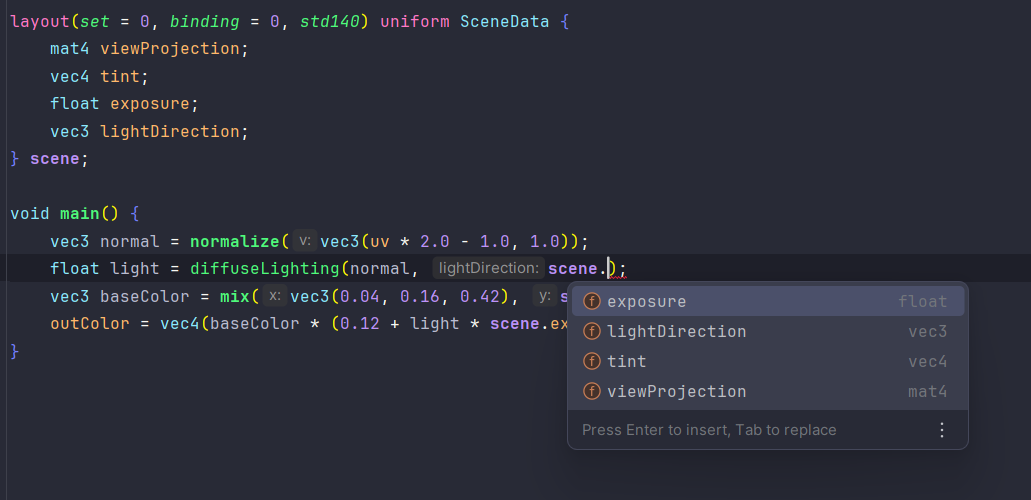 layout(set = 0, binding = 0, std140) uniform SceneData {
    mat4 viewProjection;
    vec4 tint;
    float exposure;
    vec3 lightDirection;
} scene;

void main() {
    vec3 normal = normalize( v: vec3(uv * 2.0 - 1.0, 1.0));
    float light = diffuseLighting(normal, lightDirection: scene.);
    vec3 baseColor = mix( x: vec3(0.04, 0.16, 0.42), y: s
    outColor = vec4(baseColor * (0.12 + light * scene.ex
}
f exposure float
f lightDirection vec3
f tint vec4
f viewProjection mat4
Press Enter to insert, Tab to replace